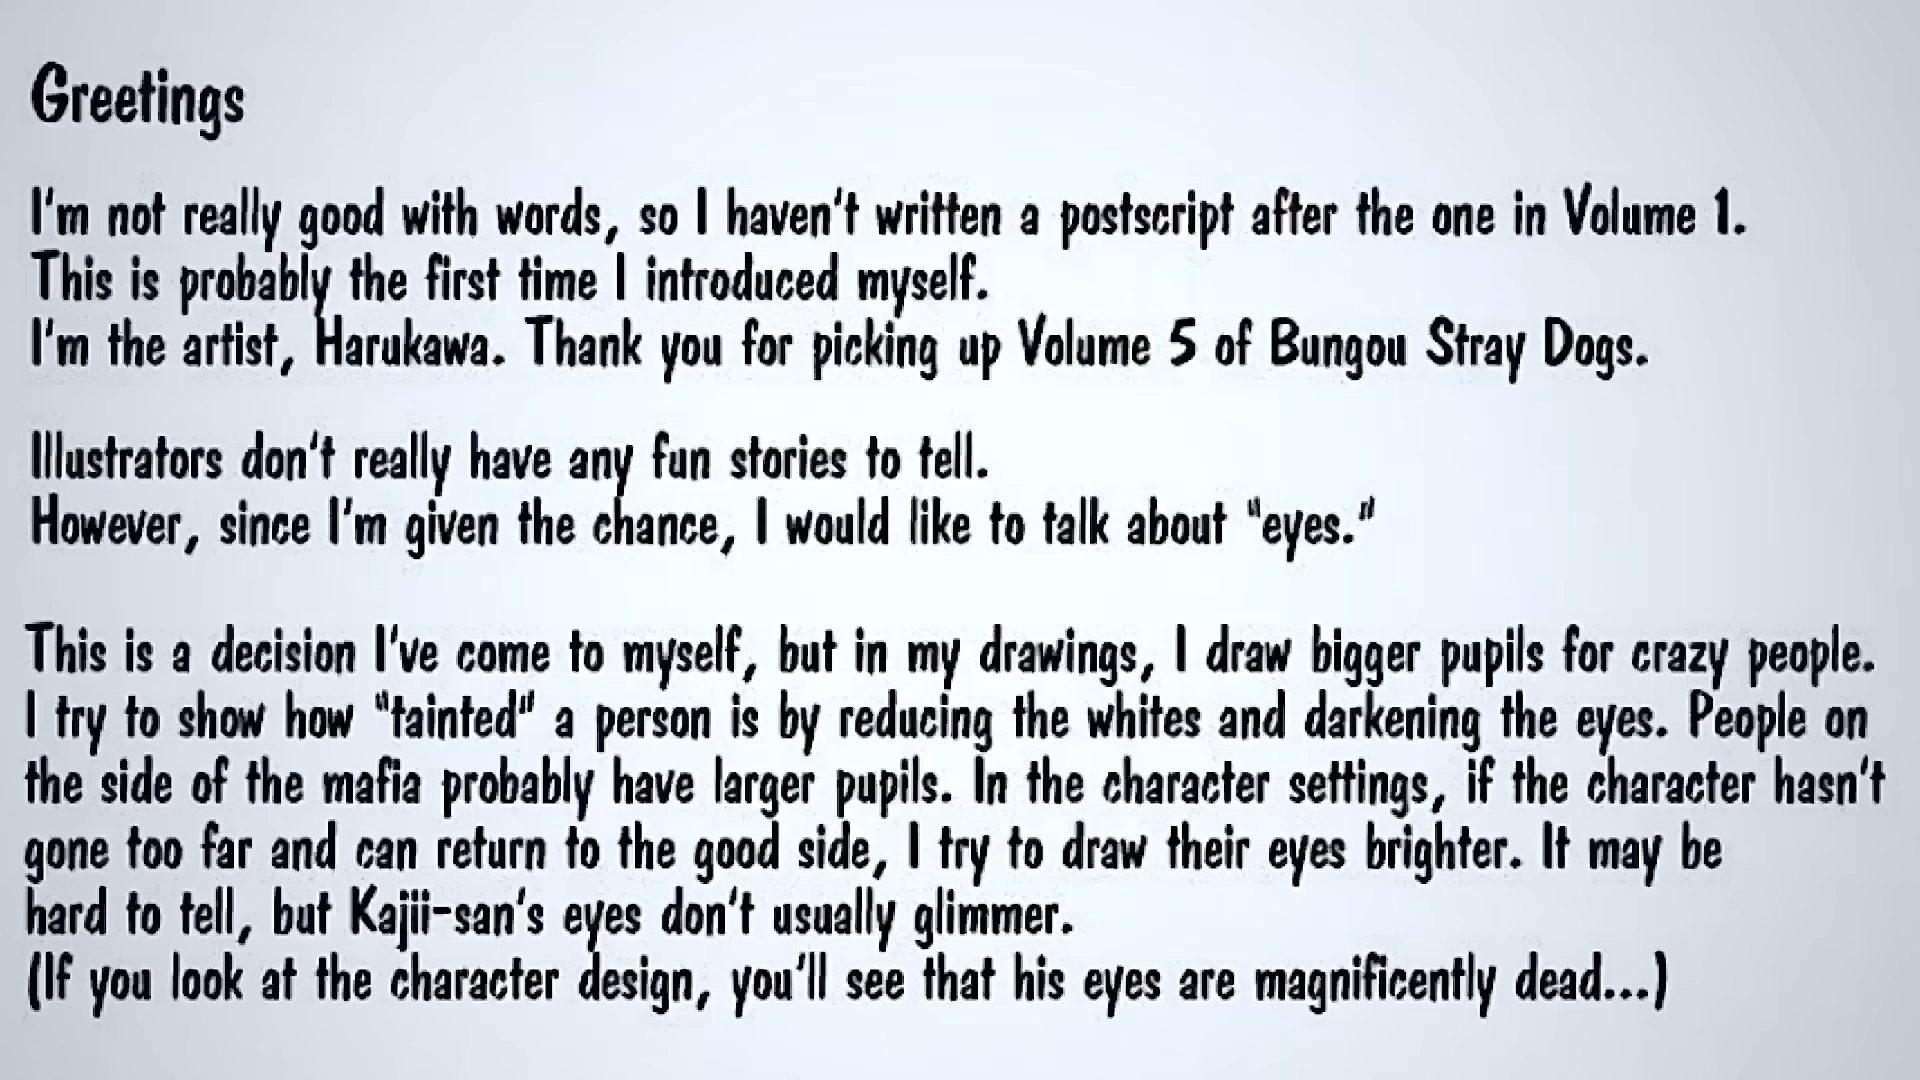 Greetings
I'm not really good with words, so I haven't written a postscript after the one in Volume 1.
This is probably the first time I introduced myself.
I'm the artist, Harukawa. Thank you for picking up Volume 5 of Bungou Stray Dogs.
Illustrators don't really have any fun stories to tell.
However, since I'm given the chance, I would like to talk about "eyes."
This is a decision I've come to myself, but in my drawings, I draw bigger pupils for crazy people.
I try to show how "tainted" a person is by reducing the whites and darkening the eyes. People on
the side of the mafia probably have larger pupils. In the character settings, if the character hasn't
gone too far and can return to the good side, I try to draw their eyes brighter. It may be
hard to tell, but Kajii-san's eyes don't usually glimmer.
(If you look at the character design, you'll see that his eyes are magnificently dead...)